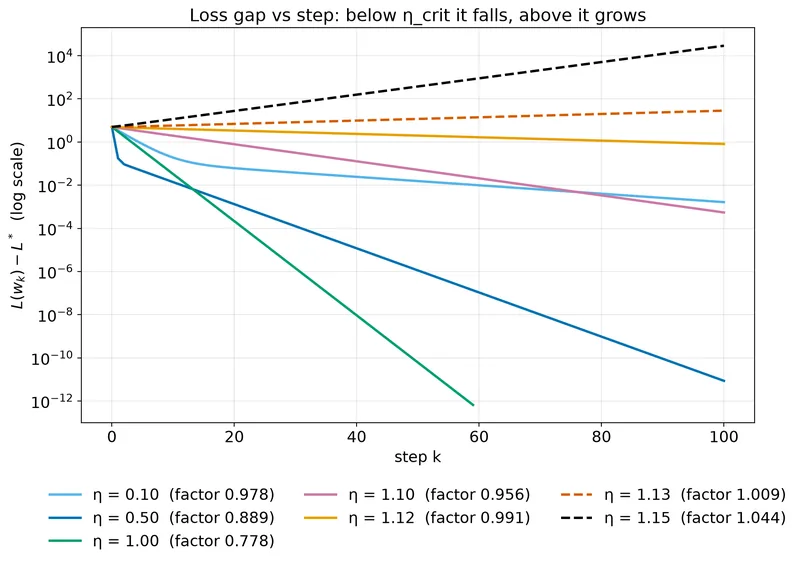 Loss gap vs step: below η_crit it falls, above it grows
L(w_k) − L^* (log scale)
10^4
10^2
10^0
10^−2
10^−4
10^−6
10^−8
10^−10
10^−12
0 20 40 60 80 100
step k
η = 0.10 (factor 0.978) η = 1.10 (factor 0.956) η = 1.13 (factor 1.009)
η = 0.50 (factor 0.889) η = 1.12 (factor 0.991) η = 1.15 (factor 1.044)
η = 1.00 (factor 0.778)